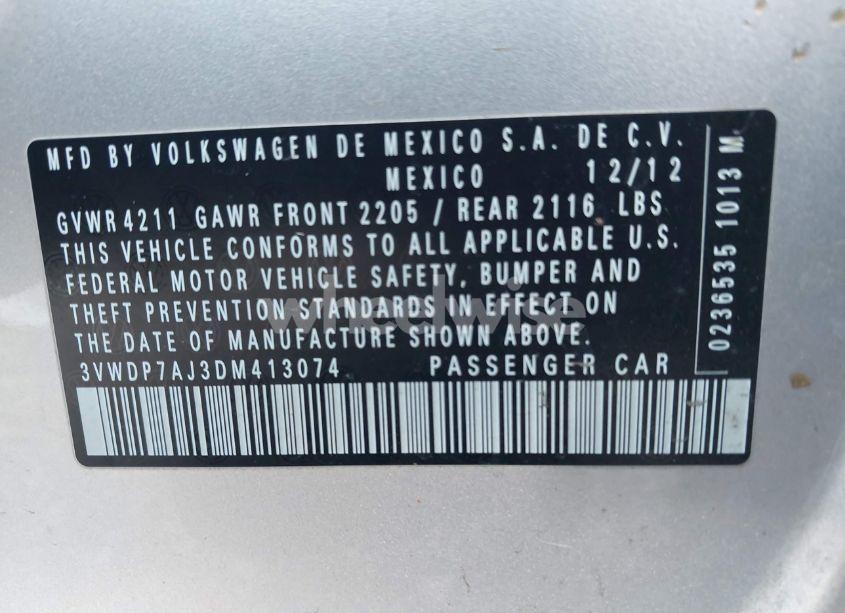 MFD BY VOLKSWAGEN DE MEXICO S.A. DE C.V.
MEXICO 12/12
GVWR 4211 GAWR FRONT 2205 / REAR 2116 LBS
THIS VEHICLE CONFORMS TO ALL APPLICABLE U.S.
FEDERAL MOTOR VEHICLE SAFETY, BUMPER AND
THEFT PREVENTION STANDARDS IN EFFECT ON
THE DATE OF MANUFACTURE SHOWN ABOVE.
3VWDP7AJ3DM413074 PASSENGER CAR
0236535 1013 M
wheelwise